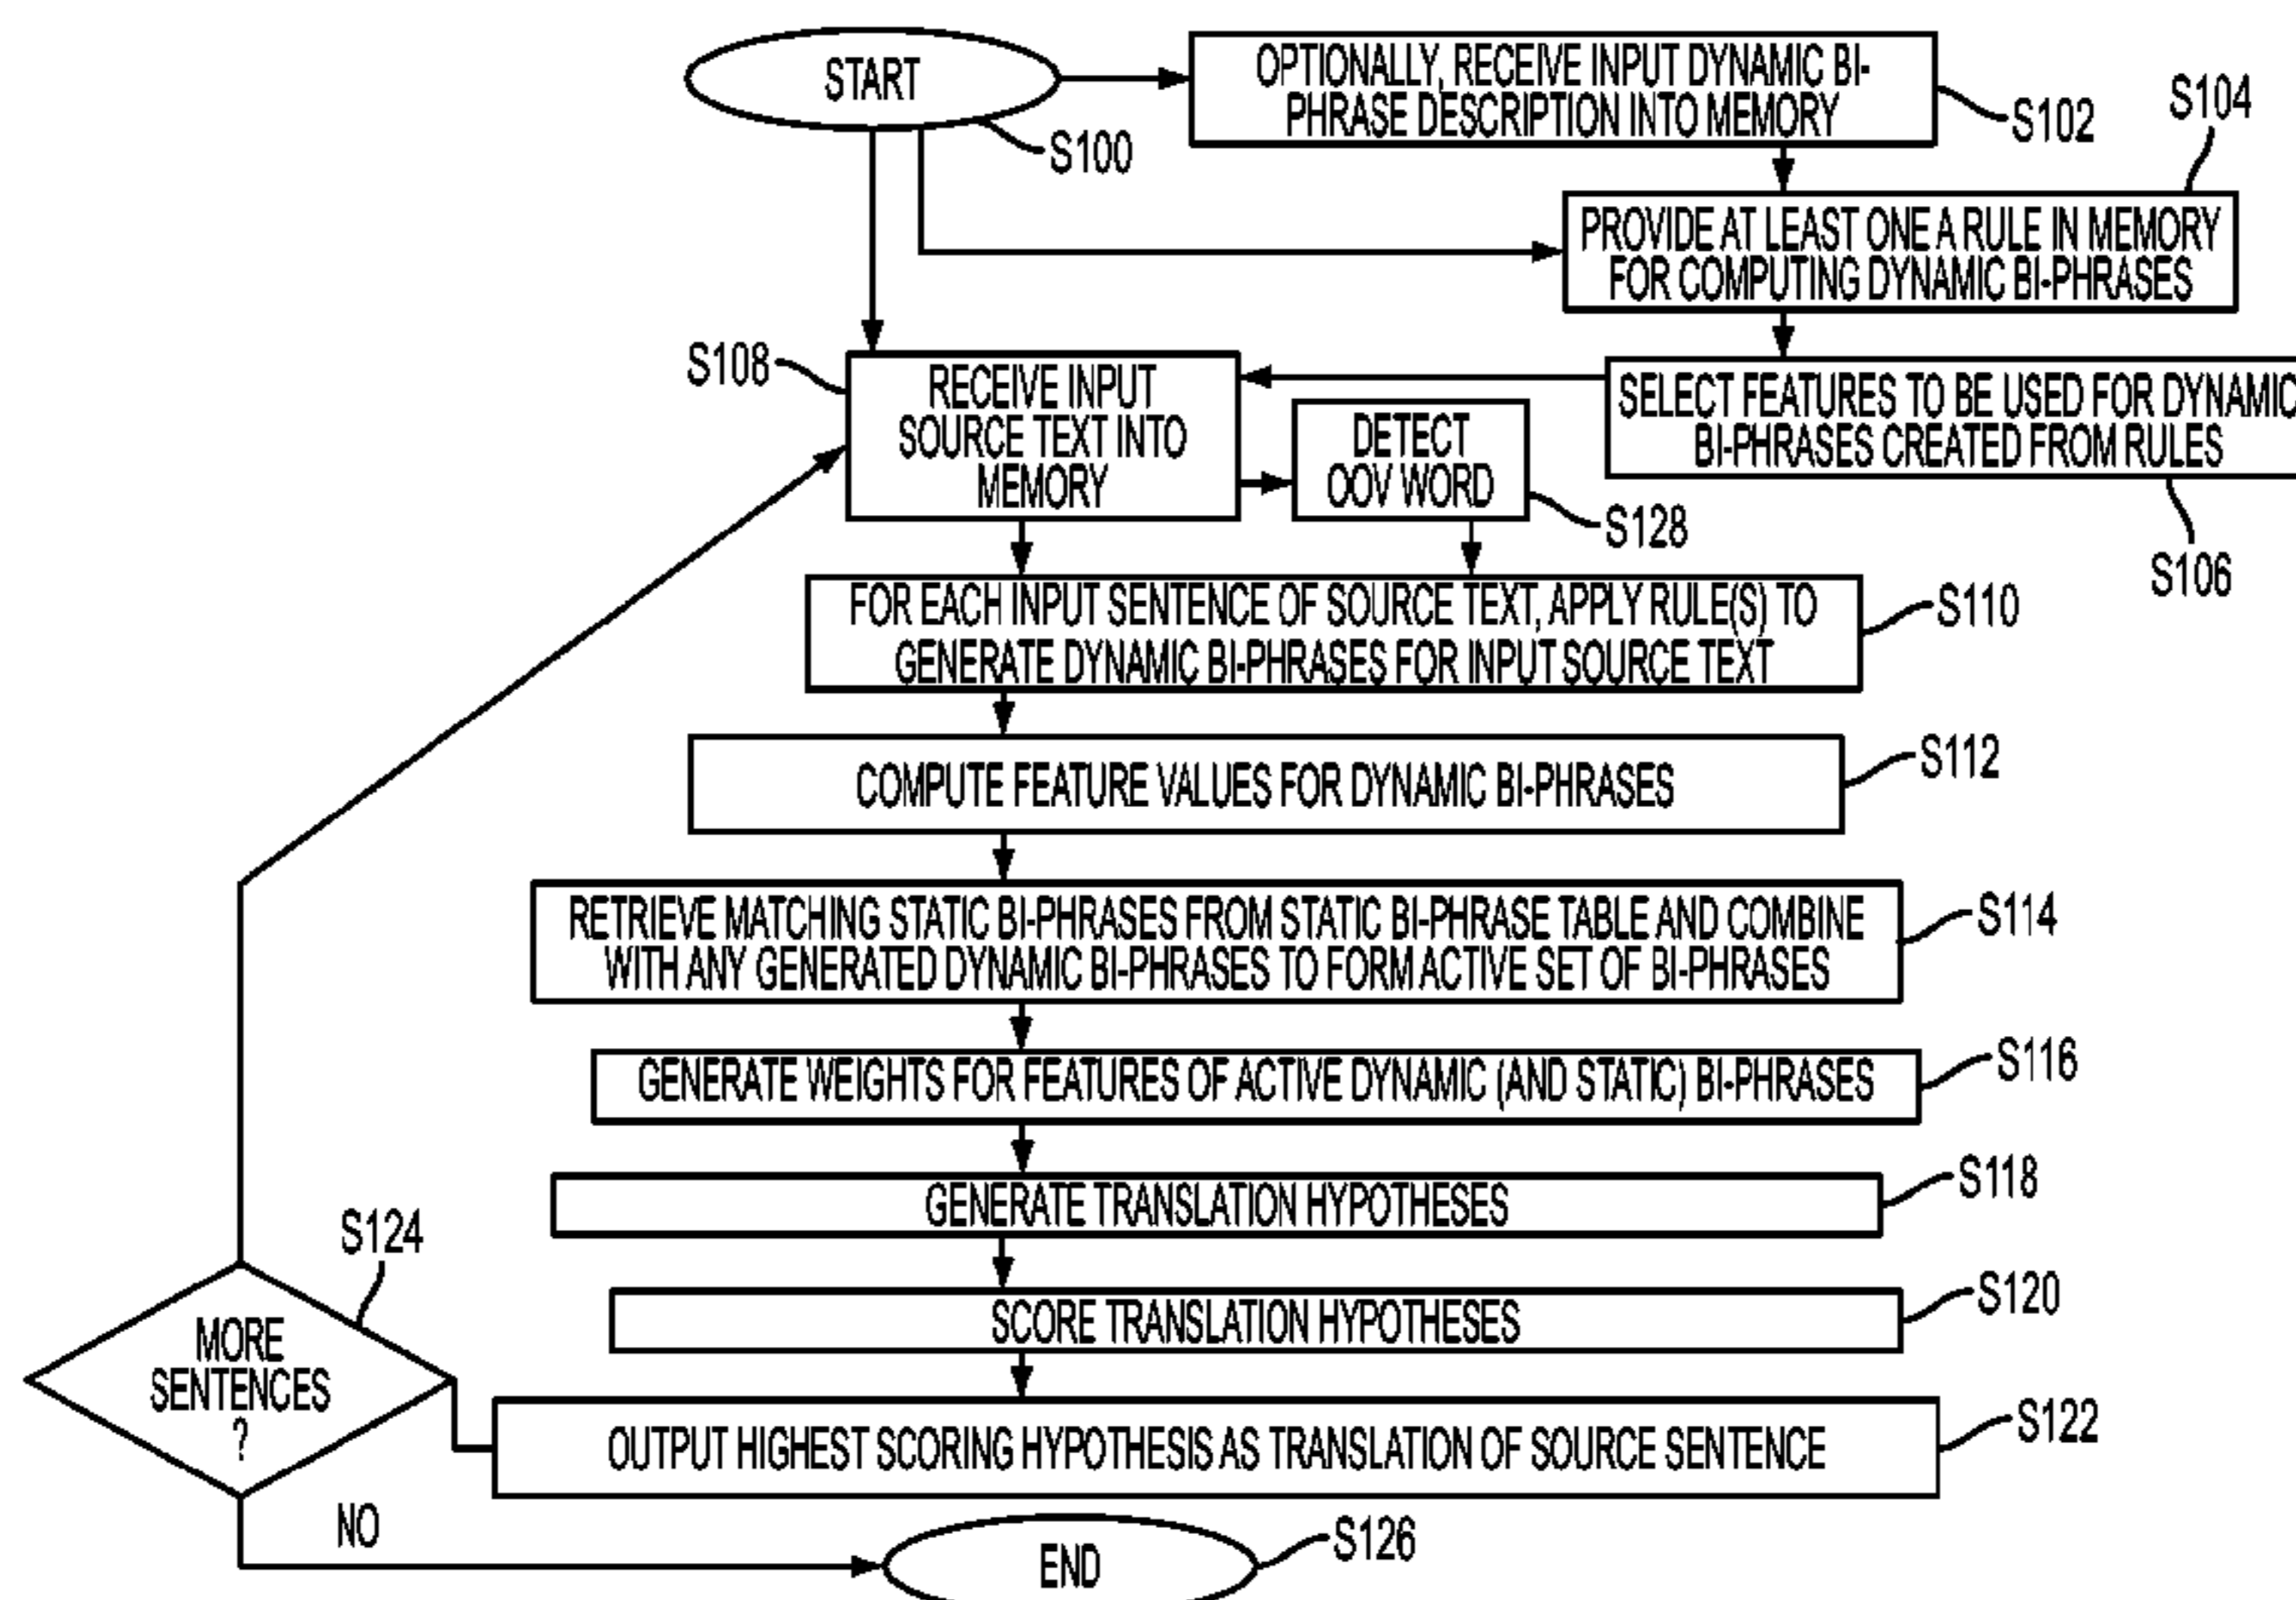 START
S100
OPTIONALLY, RECEIVE INPUT DYNAMIC BI-
PHRASE DESCRIPTION INTO MEMORY
S102
S104
PROVIDE AT LEAST ONE A RULE IN MEMORY
FOR COMPUTING DYNAMIC BI-PHRASES
SELECT FEATURES TO BE USED FOR DYNAMIC
BI-PHRASES CREATED FROM RULES
S106
S108
RECEIVE INPUT
SOURCE TEXT INTO
MEMORY
DETECT
OOV WORD
S128
FOR EACH INPUT SENTENCE OF SOURCE TEXT, APPLY RULE(S) TO
GENERATE DYNAMIC BI-PHRASES FOR INPUT SOURCE TEXT
S110
COMPUTE FEATURE VALUES FOR DYNAMIC BI-PHRASES
S112
RETRIEVE MATCHING STATIC BI-PHRASES FROM STATIC BI-PHRASE TABLE AND COMBINE
WITH ANY GENERATED DYNAMIC BI-PHRASES TO FORM ACTIVE SET OF BI-PHRASES
S114
GENERATE WEIGHTS FOR FEATURES OF ACTIVE DYNAMIC (AND STATIC) BI-PHRASES
S116
GENERATE TRANSLATION HYPOTHESES
S118
SCORE TRANSLATION HYPOTHESES
S120
OUTPUT HIGHEST SCORING HYPOTHESIS AS TRANSLATION OF SOURCE SENTENCE
S122
S124
MORE
SENTENCES
?
NO
END
S126